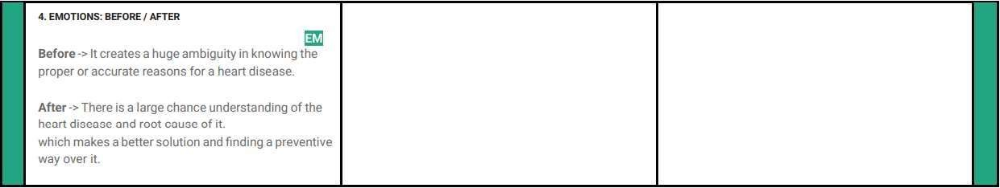 4. EMOTIONS: BEFORE / AFTER
EM
Before -> It creates a huge ambiguity in knowing the
proper or accurate reasons for a heart disease.
After -> There is a large chance understanding of the
heart disease and root cause of it.
which makes a better solution and finding a preventive
way over it.